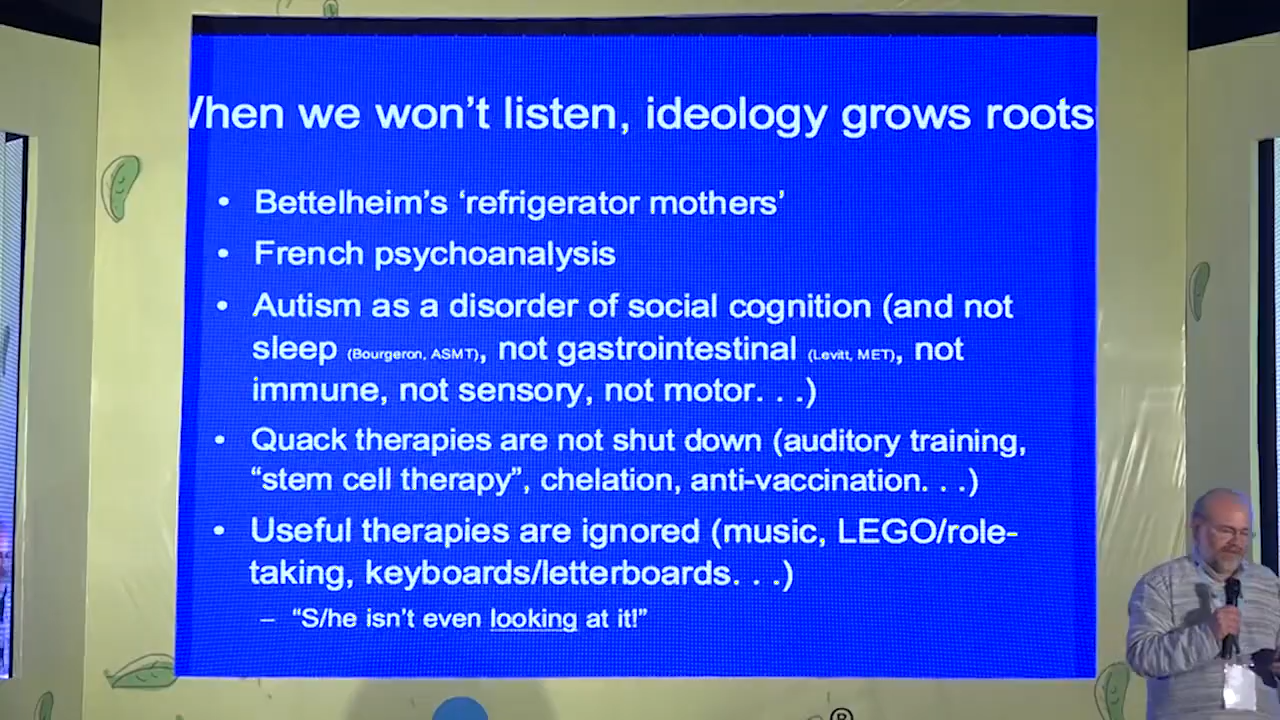 When we won’t listen, ideology grows roots
• Bettelheim’s ‘refrigerator mothers’
• French psychoanalysis
• Autism as a disorder of social cognition (and not
sleep (Bourgeron, ASMT), not gastrointestinal (Levitt, MET), not
immune, not sensory, not motor. . .)
• Quack therapies are not shut down (auditory training,
“stem cell therapy”, chelation, anti-vaccination. . .)
• Useful therapies are ignored (music, LEGO/role-
taking, keyboards/letterboards. . .)
– “S/he isn’t even looking at it!”
®